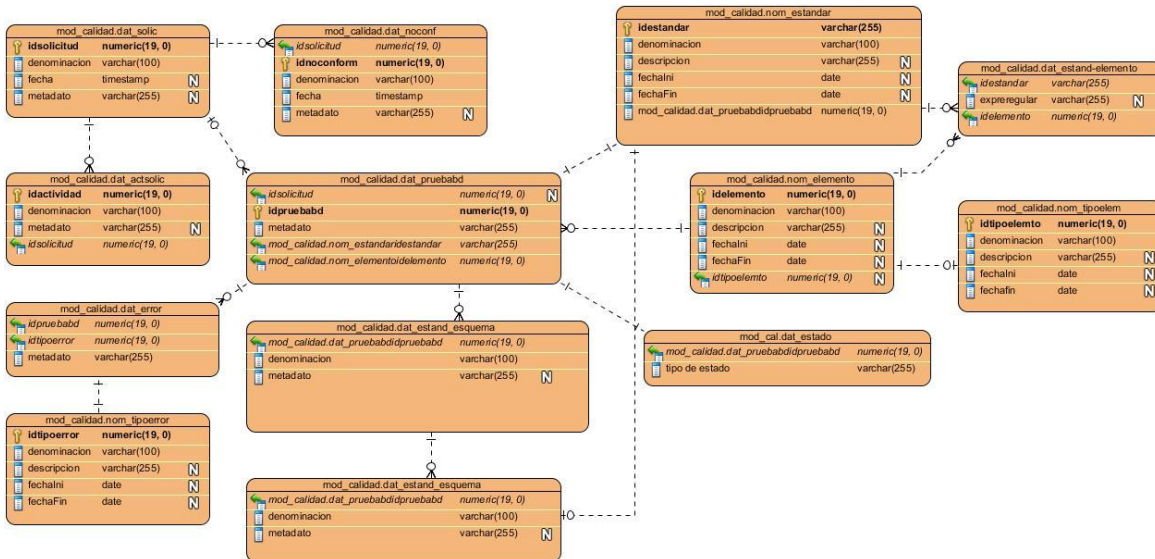 mod_calidad.dat_solic
idsolicitud numeric(19, 0)
denominacion varchar(100)
fecha timestamp N
metadato varchar(255) N
mod_calidad.dat_noconf
idsolicitud numeric(19, 0)
idnoconform numeric(19, 0)
denominacion varchar(100)
fecha timestamp
metadato varchar(255) N
mod_calidad.nom_estandar
idestandar varchar(255)
denominacion varchar(100)
descripcion varchar(255) N
fechaIni date N
fechaFin date N
mod_calidad.dat_pruebabdidpruebabd numeric(19, 0)
mod_calidad.dat_estand-elemento
idestandar varchar(255)
expreregular varchar(255) N
idelemento numeric(19, 0)
mod_calidad.dat_actsolic
idactividad numeric(19, 0)
denominacion varchar(100)
metadato varchar(255) N
idsolicitud numeric(19, 0)
mod_calidad.dat_pruebabd
idsolicitud numeric(19, 0) N
idpruebabd numeric(19, 0)
metadato varchar(255)
mod_calidad.nom_estandaridestandar varchar(255)
mod_calidad.nom_elementoidelemento numeric(19, 0)
mod_calidad.nom_elemento
idelemento numeric(19, 0)
denominacion varchar(100)
descripcion varchar(255) N
fechaIni date N
fechaFin date N
idtipoelemto numeric(19, 0) N
mod_calidad.nom_tipoelem
idtipoelemto numeric(19, 0)
denominacion varchar(100)
descripcion varchar(255) N
fechaIni date N
fechafin date N
mod_calidad.dat_error
idpruebabd numeric(19, 0)
idtipoerror numeric(19, 0)
metadato varchar(255)
mod_calidad.dat_estand_esquema
mod_calidad.dat_pruebabdidpruebabd numeric(19, 0)
denominacion varchar(100)
metadato varchar(255) N
mod_cal.dat_estado
mod_calidad.dat_pruebabdidpruebabd numeric(19, 0)
tipo de estado varchar(255)
mod_calidad.nom_tipoerror
idtipoerror numeric(19, 0)
denominacion varchar(100)
descripcion varchar(255) N
fechaIni date N
fechaFin date N
mod_calidad.dat_estand_esquema
mod_calidad.dat_pruebabdidpruebabd numeric(19, 0)
denominacion varchar(100)
metadato varchar(255) N